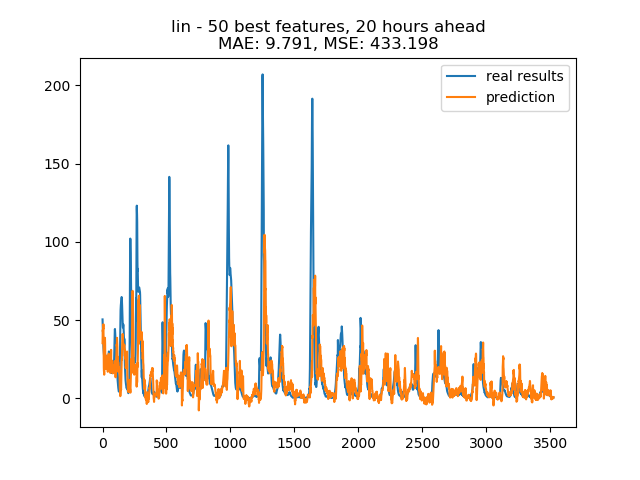 lin - 50 best features, 20 hours ahead
MAE: 9.791, MSE: 433.198
real results
prediction
200
150
100
50
0
0 500 1000 1500 2000 2500 3000 3500